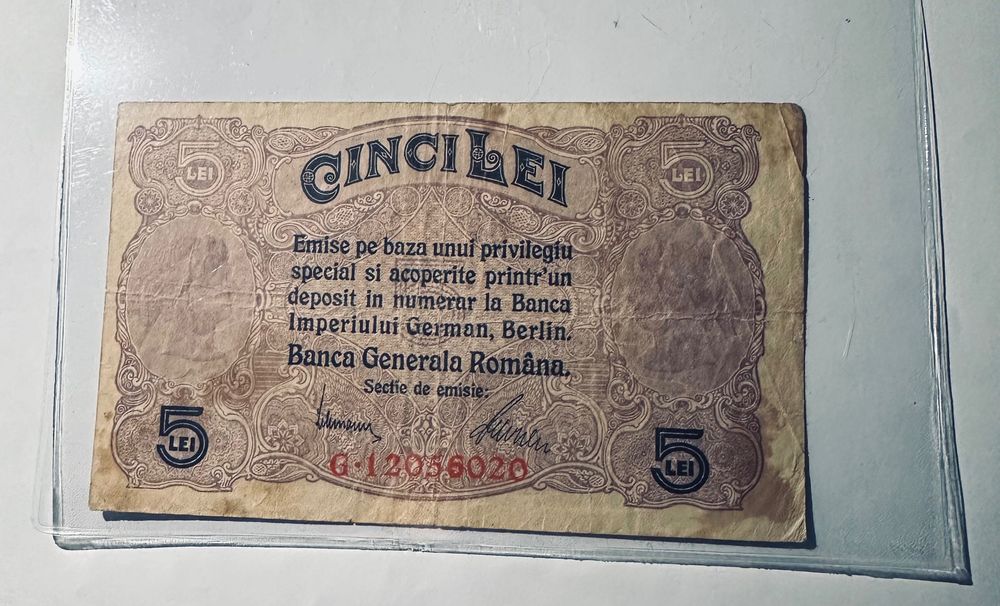 5 LEI
CINCI LEI
5 LEI
Emise pe baza unui privilegiu
special si acoperite printr'un
deposit in numerar la Banca
Imperiului German, Berlin.
Banca Generala Româna.
Sectie de emisie:
5 LEI
G·12056020
5 LEI